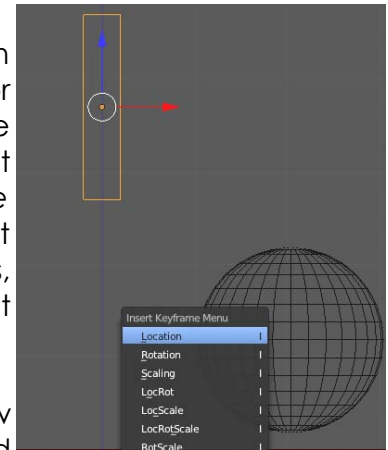 Insert Keyframe Menu
Location I
Rotation I
Scaling I
LocRot I
LocScale I
LocRotScale I
RotScale I